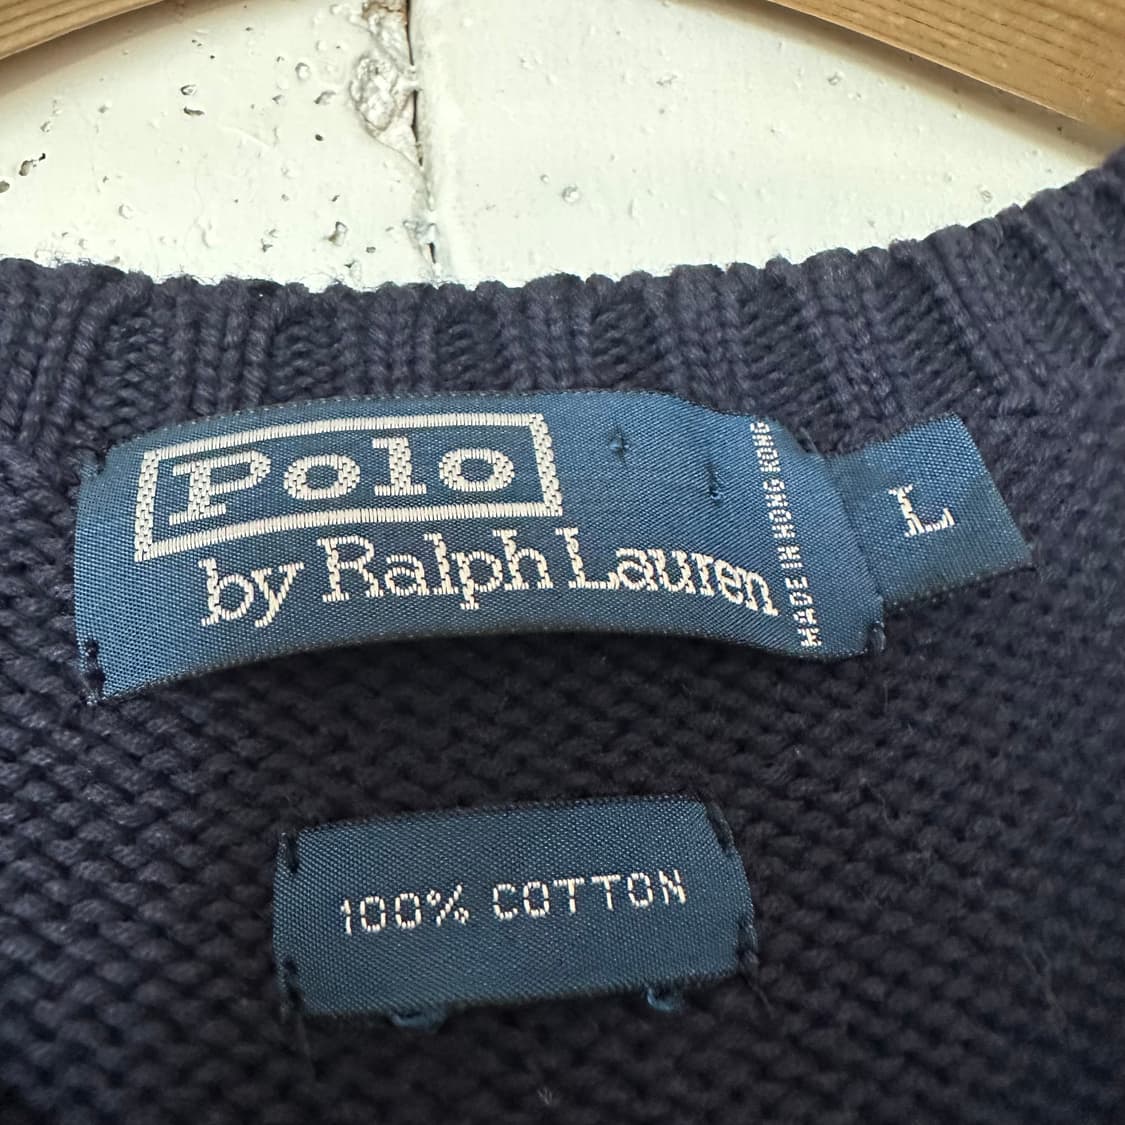 Polo
by Ralph Lauren
MADE IN HONG KONG
L
100% COTTON